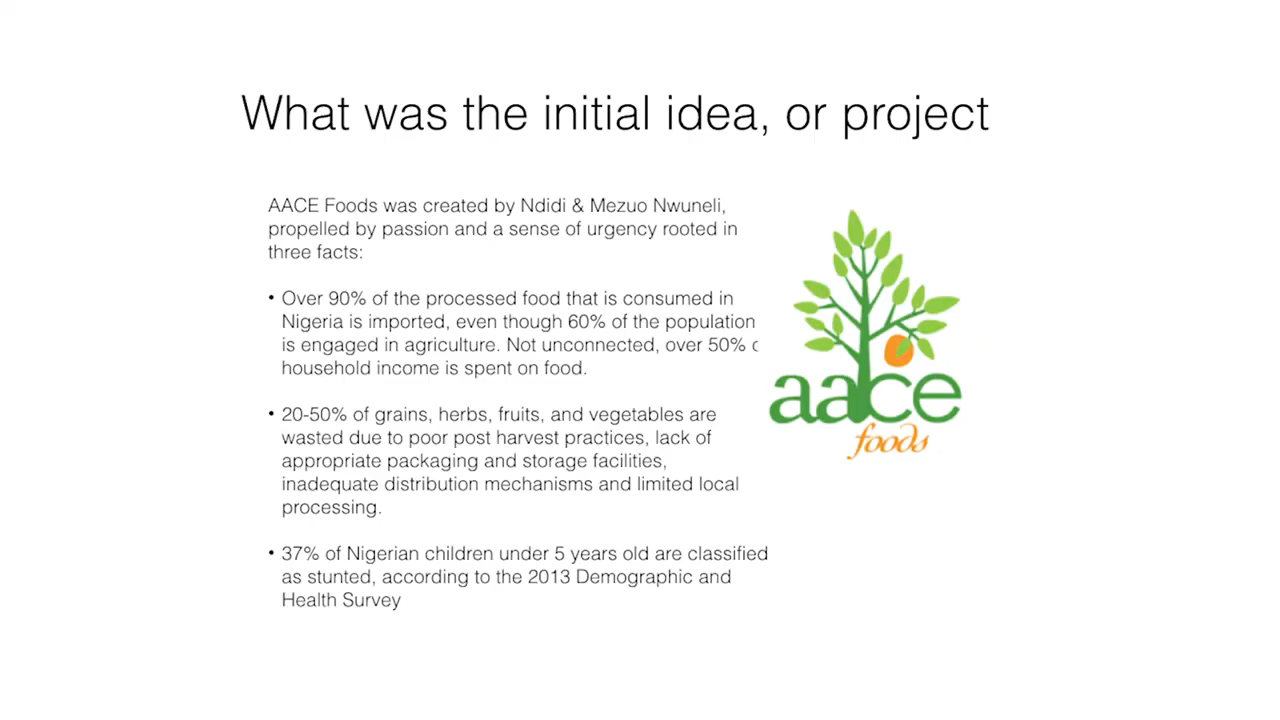 What was the initial idea, or project
AACE Foods was created by Ndidi & Mezuo Nwuneli,
propelled by passion and a sense of urgency rooted in
three facts:
• Over 90% of the processed food that is consumed in
Nigeria is imported, even though 60% of the population
is engaged in agriculture. Not unconnected, over 50%
household income is spent on food.
• 20-50% of grains, herbs, fruits, and vegetables are
wasted due to poor post harvest practices, lack of
appropriate packaging and storage facilities,
inadequate distribution mechanisms and limited local
processing.
• 37% of Nigerian children under 5 years old are classified
as stunted, according to the 2013 Demographic and
Health Survey
aace
foods